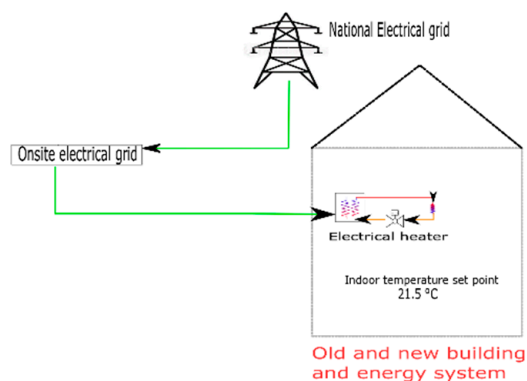 National Electrical grid
Onsite electrical grid
Electrical heater
Indoor temperature set point
21.5 °C
Old and new building
and energy system